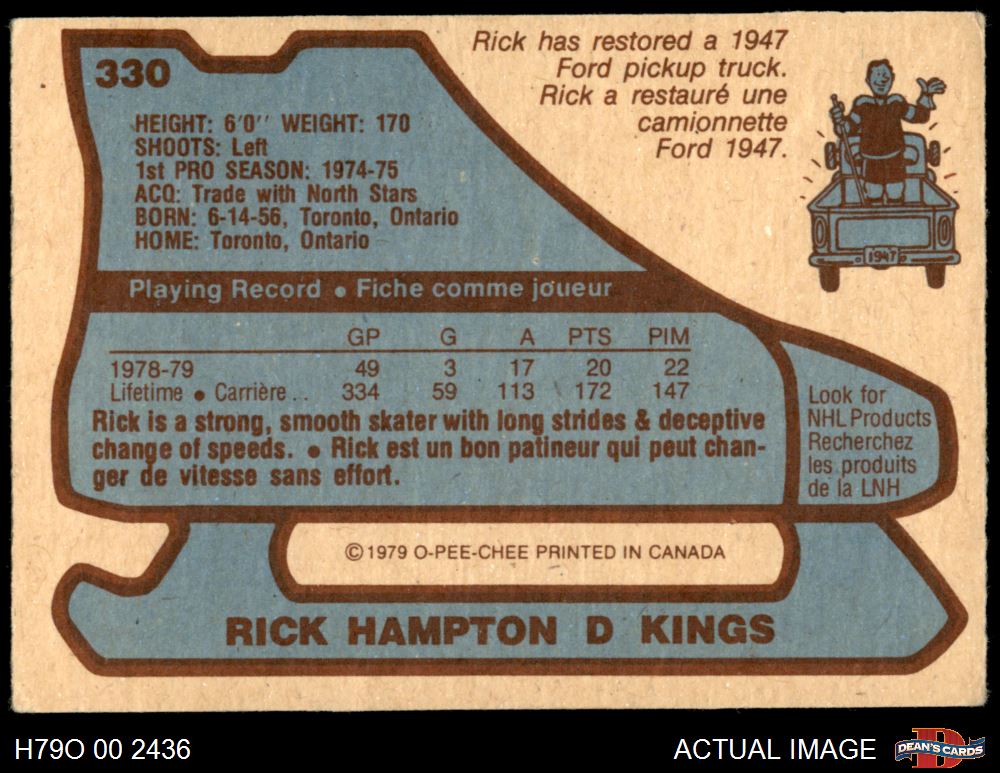 330
Rick has restored a 1947
Ford pickup truck.
Rick a restauré une
camionnette
Ford 1947.
1947
HEIGHT: 6'0'' WEIGHT: 170
SHOOTS: Left
1st PRO SEASON: 1974-75
ACQ: Trade with North Stars
BORN: 6-14-56, Toronto, Ontario
HOME: Toronto, Ontario
Playing Record • Fiche comme joueur
GP G A PTS PIM
1978-79 49 3 17 20 22
Lifetime • Carrière .. 334 59 113 172 147
Rick is a strong, smooth skater with long strides & deceptive
change of speeds. • Rick est un bon patineur qui peut chan-
ger de vitesse sans effort.
Look for
NHL Products
Recherchez
les produits
de la LNH
© 1979 O-PEE-CHEE PRINTED IN CANADA
RICK HAMPTON D KINGS
H79O 00 2436
ACTUAL IMAGE
D
DEAN'S CARDS